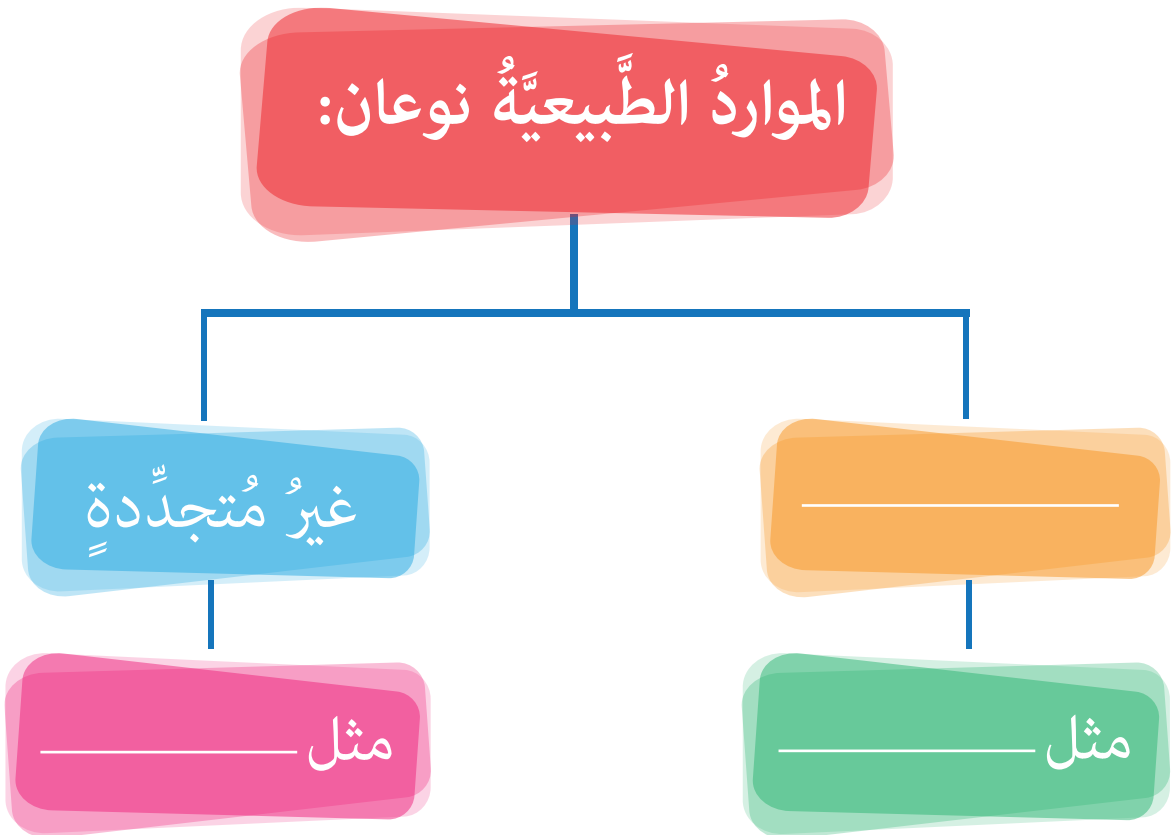 المواردُ الطَّبيعيَّةُ نوعان:
غيرُ مُتجدِّدةٍ
مثل
مثل